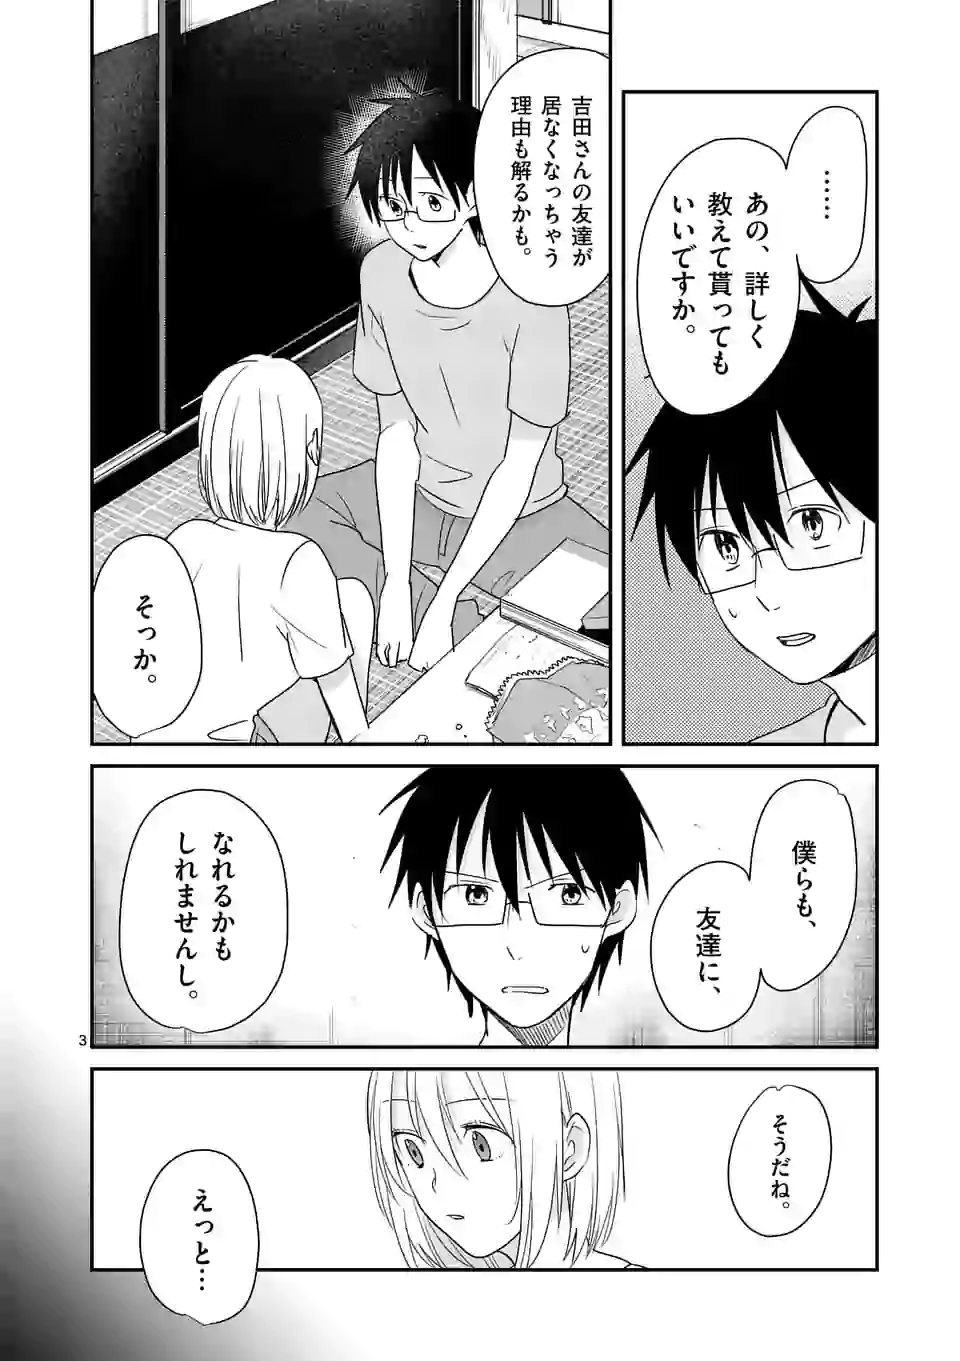 ……
あの、詳しく
教えて貰っても
いいですか。
吉田さんの友達が
居なくなっちゃう
理由も解るかも。
そっか。
僕らも、
友達に、
なれるかも
しれませんし。
3
そうだね。
えっと…